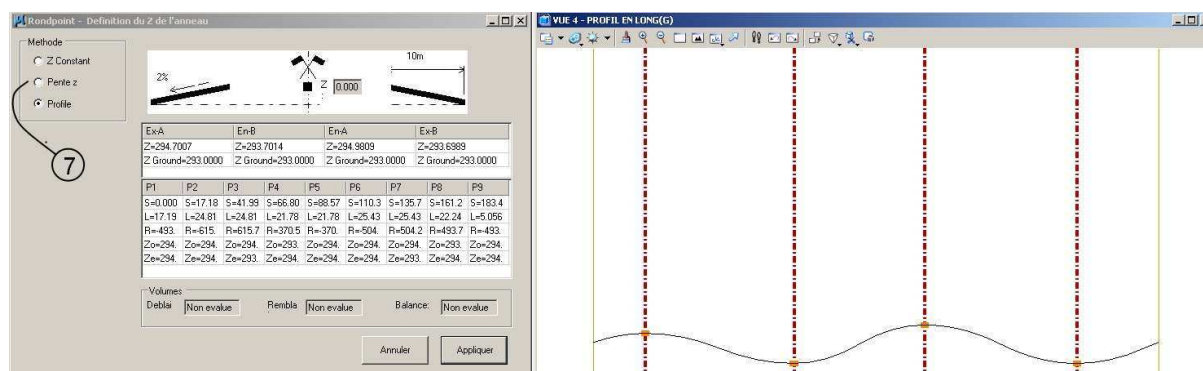 Rondpoint - Definition du Z de l'anneau
Methode
Z Constant
Pente z
Profile
7
2%
Z 0.000
10m
Ex-A En-B En-A Ex-B
Z=294.7007 Z=293.7014 Z=294.9809 Z=293.6989
Z Ground=293.0000 Z Ground=293.0000 Z Ground=293.0000 Z Ground=293.0000
P1 P2 P3 P4 P5 P6 P7 P8 P9
S=0.000 S=17.18 S=41.99 S=66.80 S=88.57 S=110.3 S=135.7 S=161.2 S=183.4
L=17.19 L=24.81 L=24.81 L=21.78 L=21.78 L=25.43 L=25.43 L=22.24 L=5.056
R=-493. R=-615. R=615.7 R=370.5 R=-370. R=-504. R=504.2 R=493.7 R=-493.
Zo=294. Zo=294. Zo=294. Zo=293. Zo=294. Zo=294. Zo=294. Zo=293. Zo=294.
Ze=294. Ze=294. Ze=293. Ze=294. Ze=294. Ze=294. Ze=293. Ze=294. Ze=294.
Volumes
Deblai Non evalue Rembla Non evalue Balance: Non evalue
Annuler Appliquer
VUE 4 - PROFIL EN LONG(G)